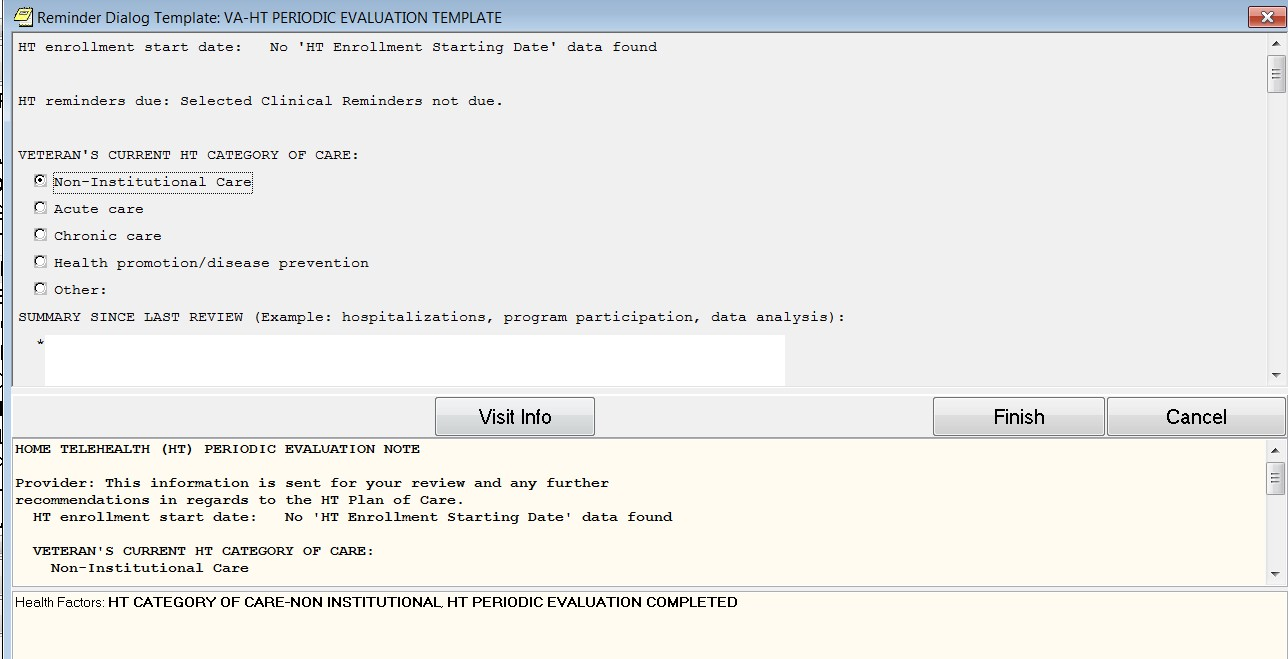 Reminder Dialog Template: VA-HT PERIODIC EVALUATION TEMPLATE
HT enrollment start date:   No 'HT Enrollment Starting Date' data found
HT reminders due: Selected Clinical Reminders not due.
VETERAN'S CURRENT HT CATEGORY OF CARE:
Non-Institutional Care
Acute care
Chronic care
Health promotion/disease prevention
Other:
SUMMARY SINCE LAST REVIEW (Example: hospitalizations, program participation, data analysis):
*
Visit Info
Finish
Cancel
HOME TELEHEALTH (HT) PERIODIC EVALUATION NOTE
Provider: This information is sent for your review and any further
recommendations in regards to the HT Plan of Care.
HT enrollment start date:   No 'HT Enrollment Starting Date' data found
VETERAN'S CURRENT HT CATEGORY OF CARE:
Non-Institutional Care
Health Factors: HT CATEGORY OF CARE-NON INSTITUTIONAL, HT PERIODIC EVALUATION COMPLETED